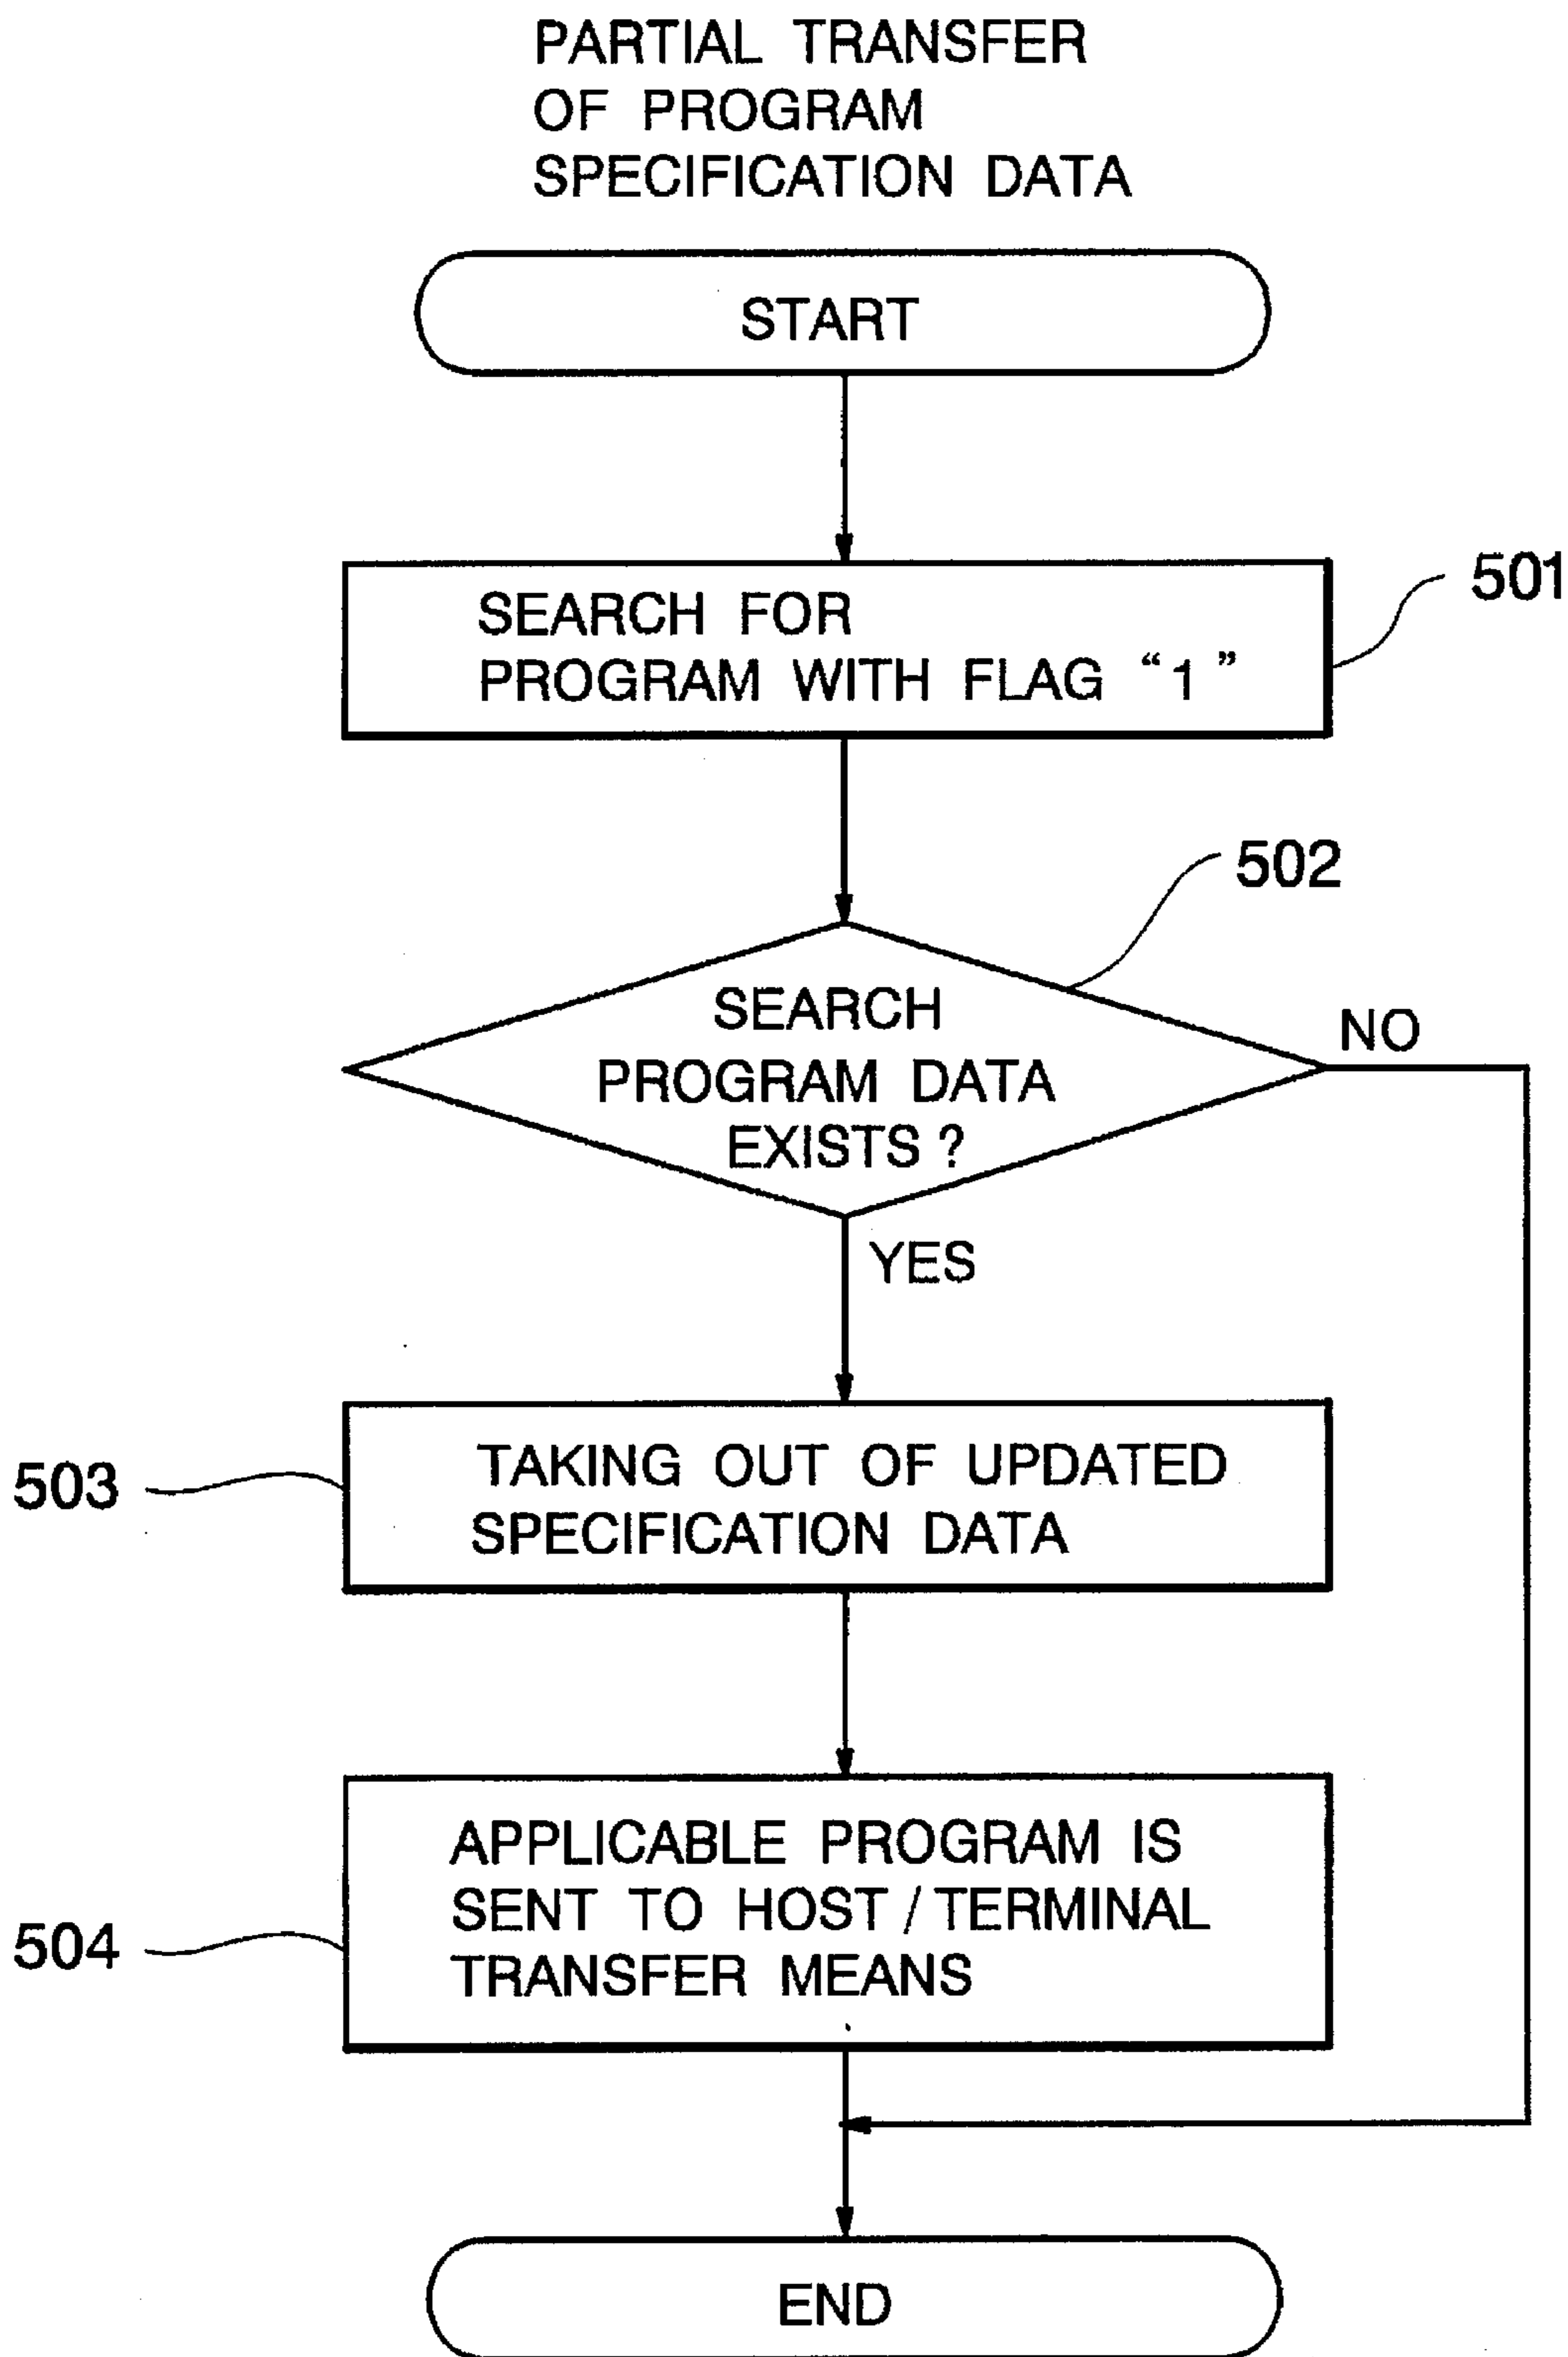 PARTIAL TRANSFER
OF PROGRAM
SPECIFICATION DATA
START
SEARCH FOR
PROGRAM WITH FLAG “1”
501
502
SEARCH
PROGRAM DATA
EXISTS?
NO
YES
503
TAKING OUT OF UPDATED
SPECIFICATION DATA
504
APPLICABLE PROGRAM IS
SENT TO HOST/TERMINAL
TRANSFER MEANS
END